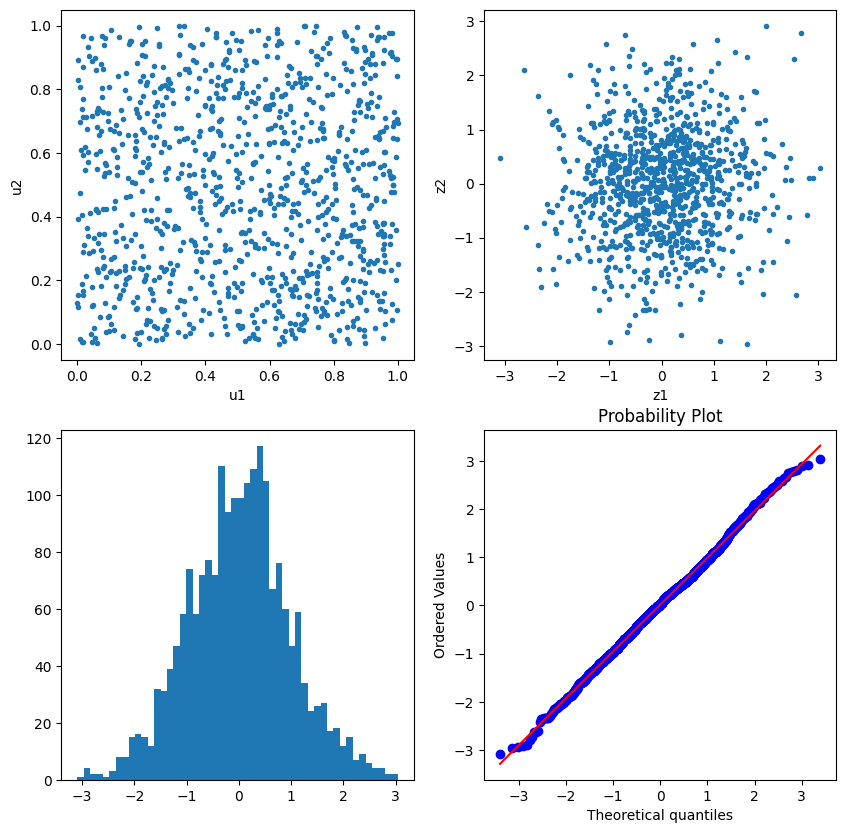 1.0
0.8
0.6
0.4
0.2
0.0
u2
0.0 0.2 0.4 0.6 0.8 1.0
u1
3
2
1
0
−1
−2
−3
z2
−3 −2 −1 0 1 2 3
z1
120
100
80
60
40
20
0
−3 −2 −1 0 1 2 3
Probability Plot
3
2
1
0
−1
−2
−3
Ordered Values
−3 −2 −1 0 1 2 3
Theoretical quantiles